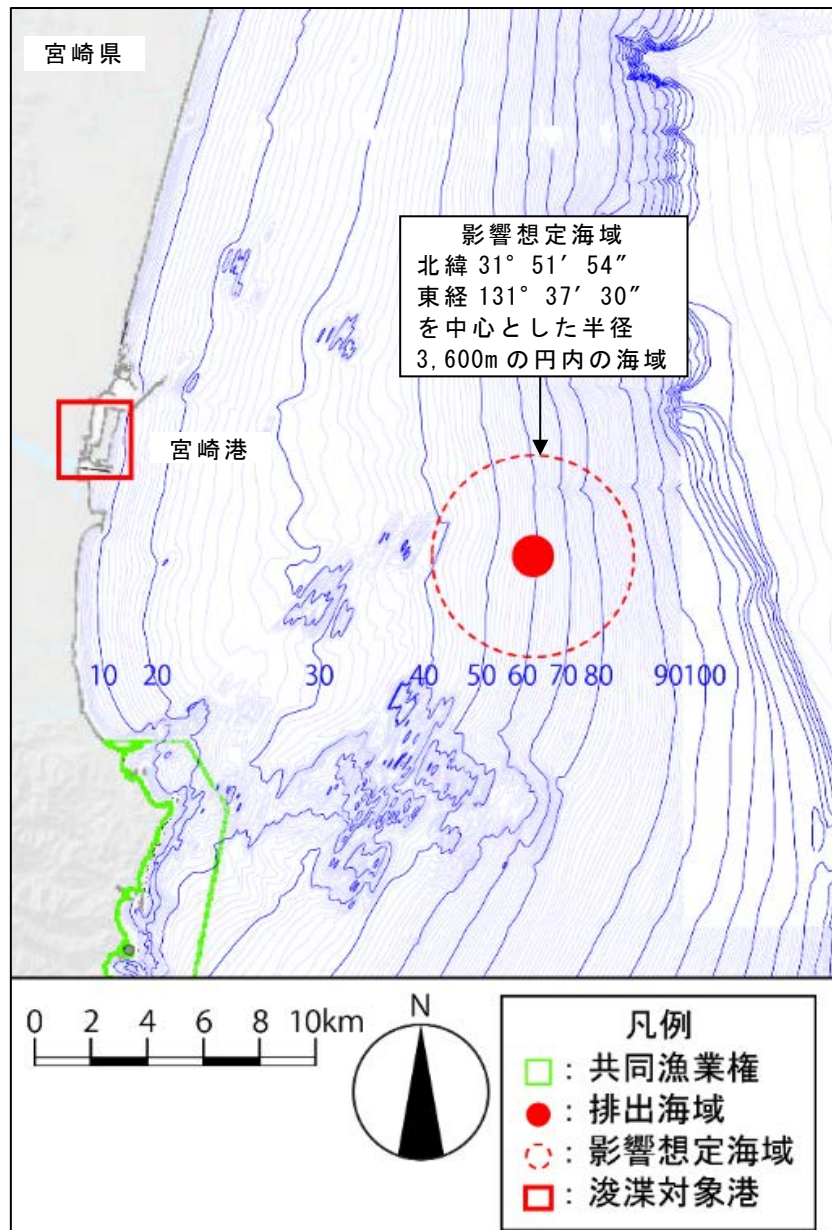 宮崎県
影響想定海域
北緯 31° 51′ 54″
東経 131° 37′ 30″
を中心とした半径
3,600m の円内の海域
宮崎港
10 20 30 40 50 60 70 80 90 100
0 2 4 6 8 10km
N
凡例
：共同漁業権
：排出海域
：影響想定海域
：浚渫対象港